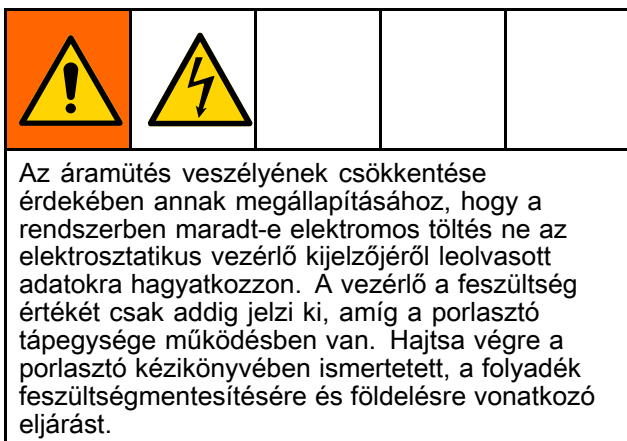 Az áramütés veszélyének csökkentése
érdekében annak megállapításához, hogy a
rendszerben maradt-e elektromos töltés ne az
elektrosztatikus vezérlő kijelzőjéről leolvasott
adatokra hagyatkozzon. A vezérlő a feszültség
értékét csak addig jelzi ki, amíg a porlasztó
tápegysége működésben van. Hajtsa végre a
porlasztó kézikönyvében ismertetett, a folyadék
feszültségmentesítésére és földelésre vonatkozó
eljárást.